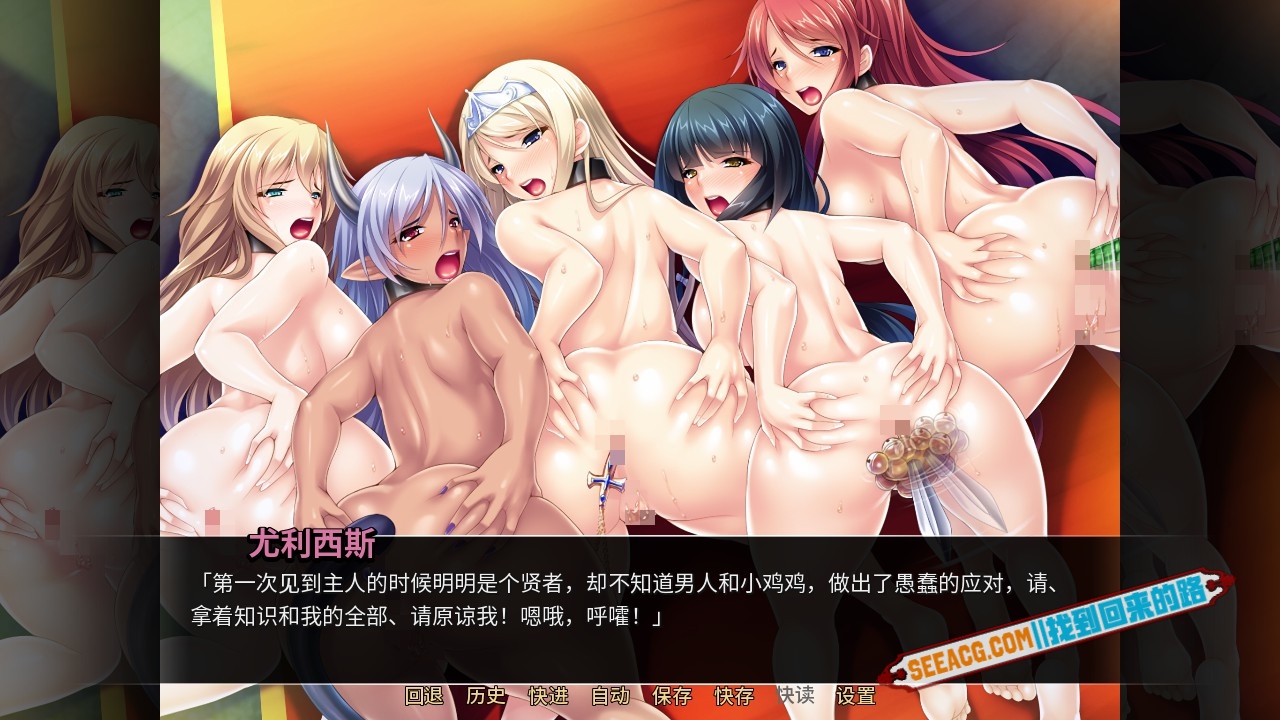 尤利西斯
「第一次见到主人的时候明明是个贤者，却不知道男人和小鸡鸡，做出了愚蠢的应对，请、
拿着知识和我的全部、请原谅我！嗯哦，呼嚯！」
SEEACG.COM||找到回来的路
回退 历史 快进 自动 保存 快存 快读 设置